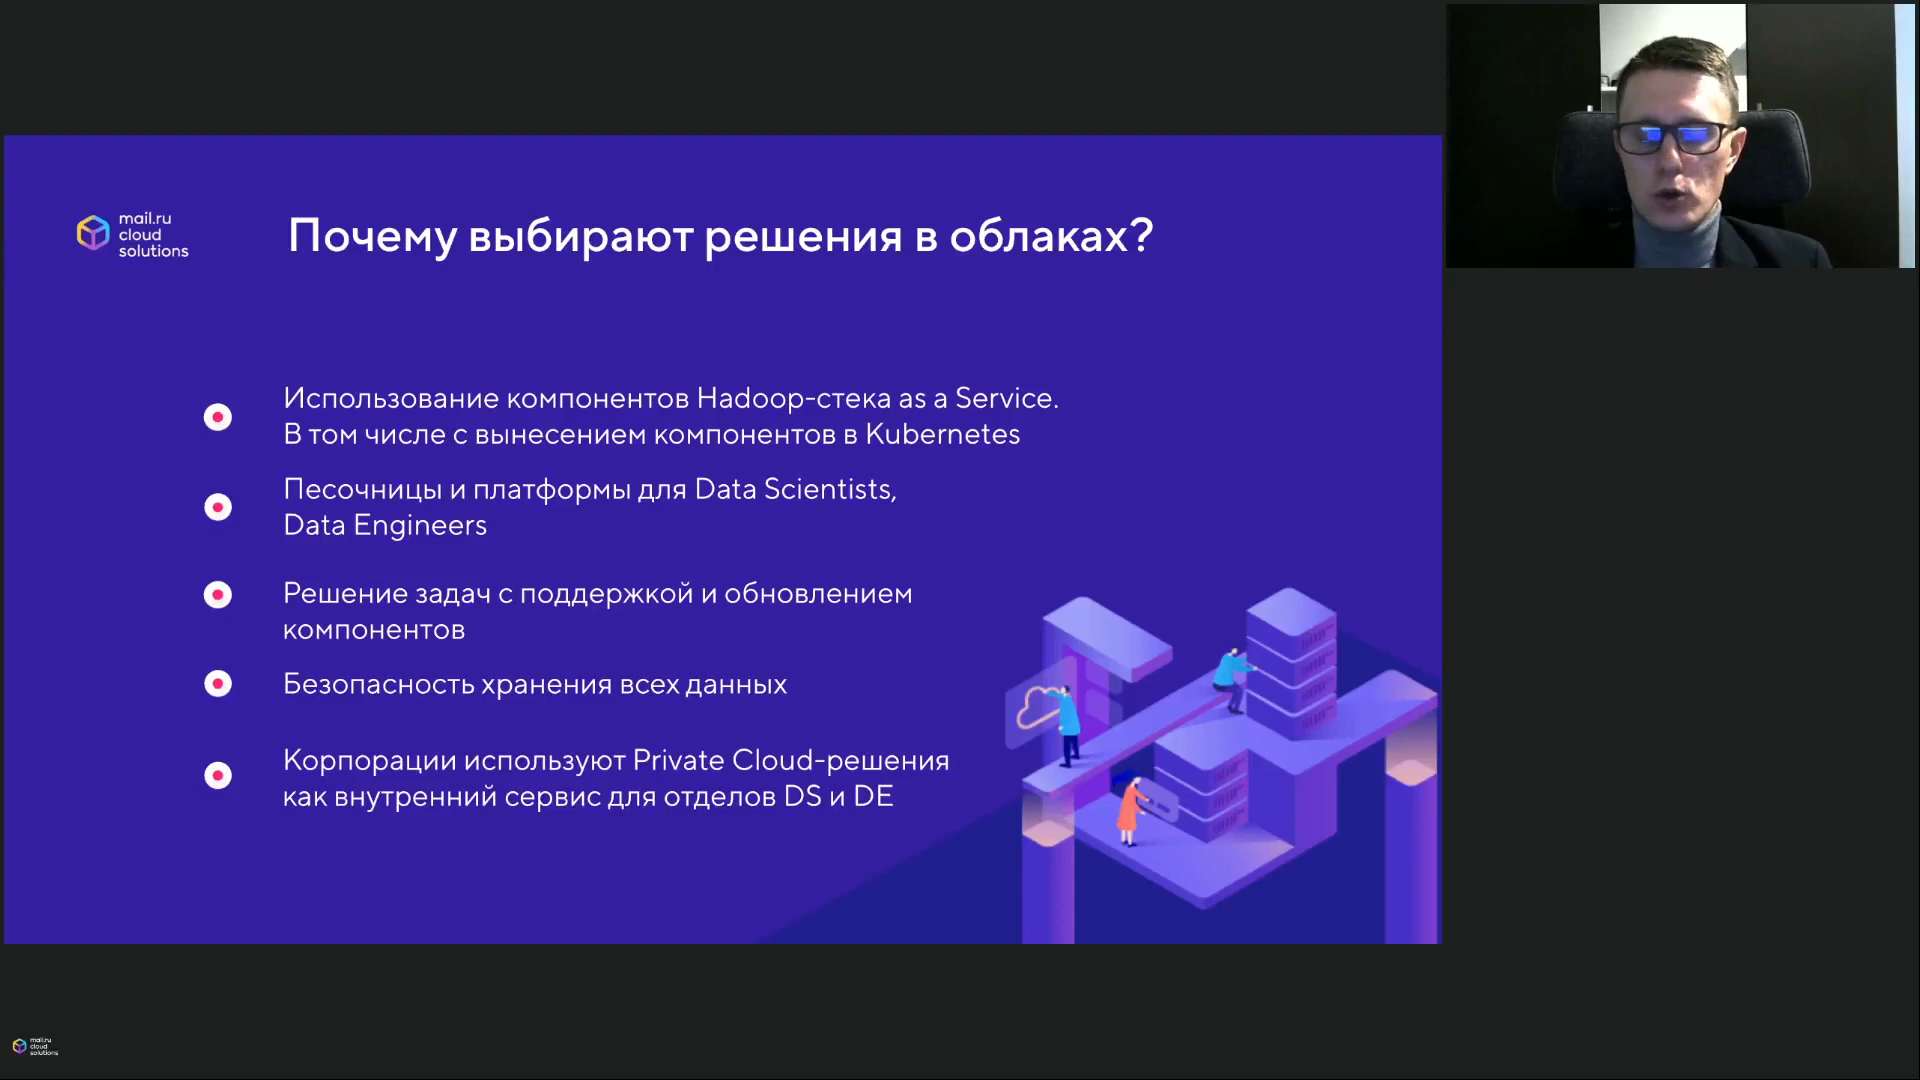 mail.ru
cloud
solutions
Почему выбирают решения в облаках?
Использование компонентов Hadoop-стека as a Service.
В том числе с вынесением компонентов в Kubernetes
Песочницы и платформы для Data Scientists,
Data Engineers
Решение задач с поддержкой и обновлением
компонентов
Безопасность хранения всех данных
Корпорации используют Private Cloud-решения
как внутренний сервис для отделов DS и DE
mail.ru
cloud
solutions